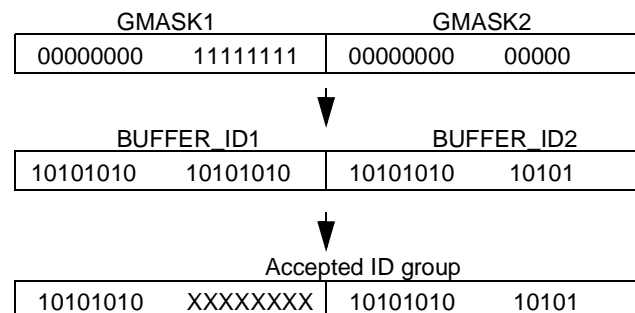 GMASK1 GMASK2
00000000 11111111 00000000 00000
BUFFER_ID1 BUFFER_ID2
10101010 10101010 10101010 10101
Accepted ID group
10101010 XXXXXXXX 10101010 10101